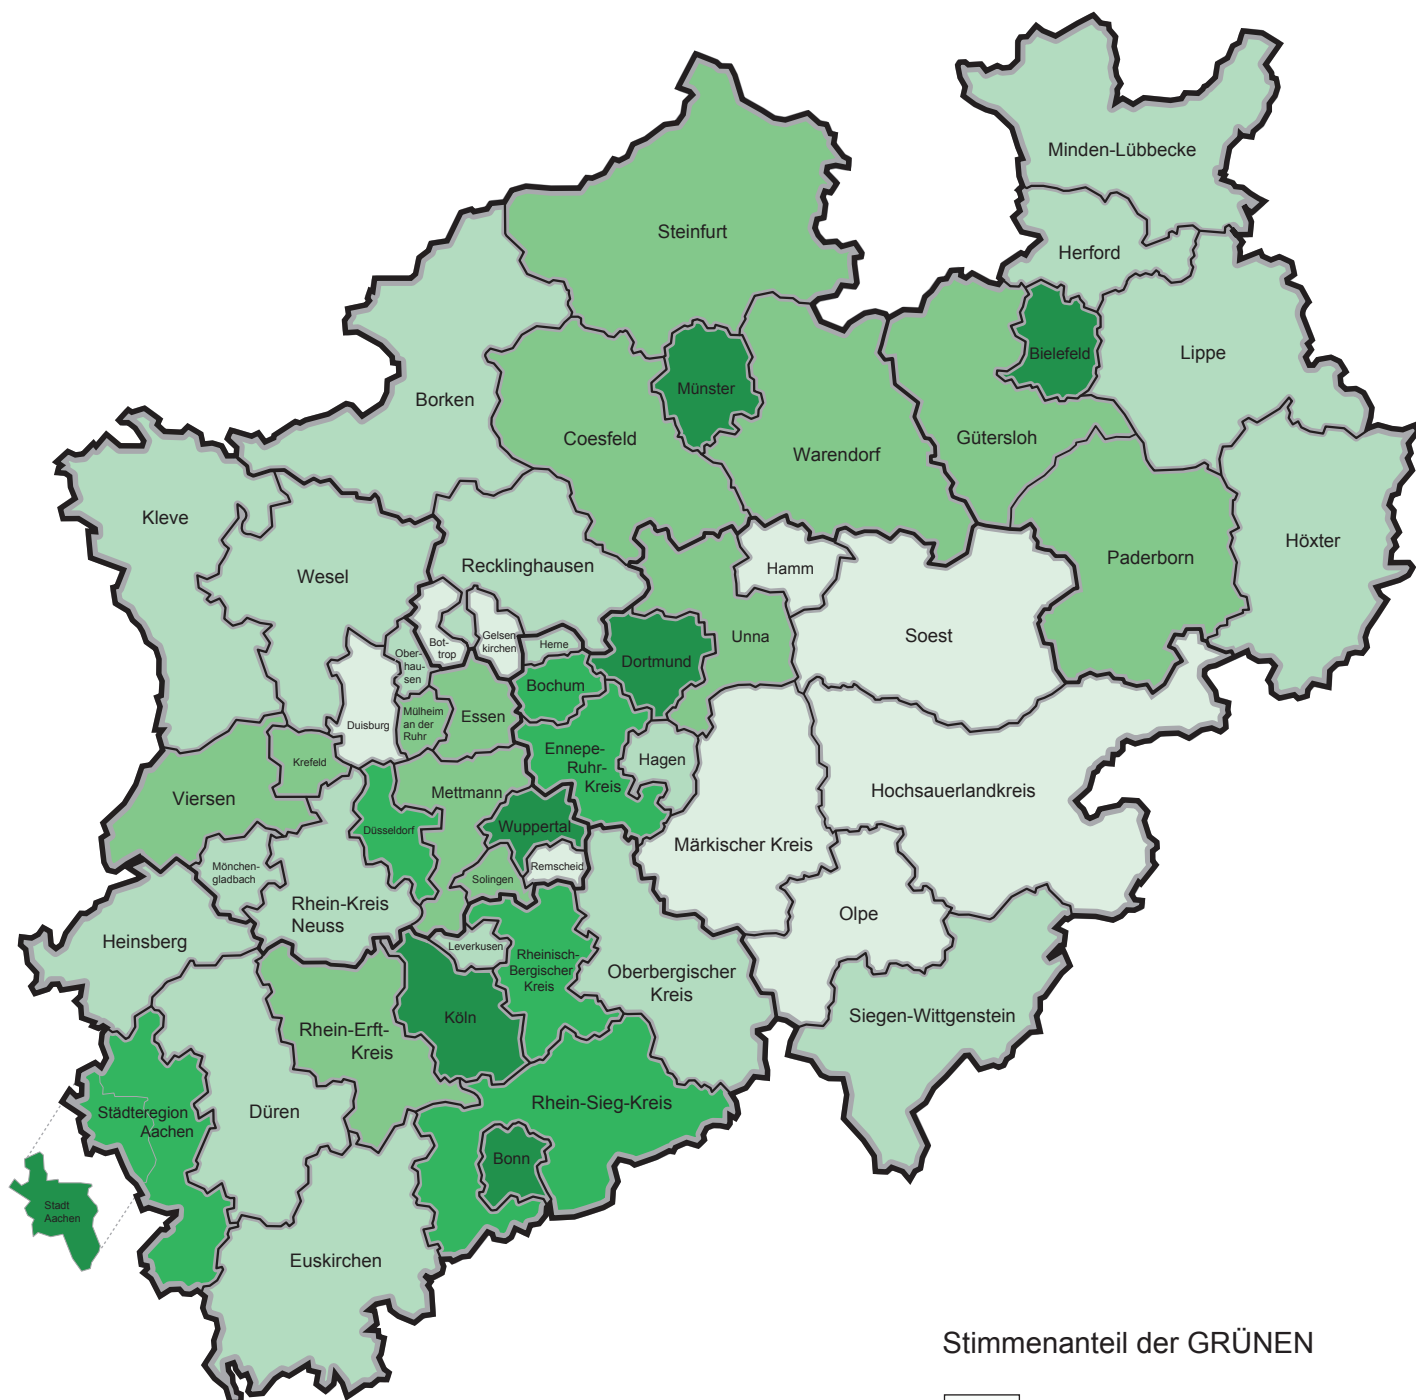 Minden-Lübbecke
Steinfurt
Herford
Bielefeld
Lippe
Münster
Borken
Coesfeld
Gütersloh
Warendorf
Kleve
Höxter
Paderborn
Recklinghausen
Hamm
Wesel
Soest
Unna
Gelsen
kirchen
Bot-
trop
Herne
Ober-
hau-
sen
Dortmund
Bochum
Essen
Mülheim
an der
Ruhr
Duisburg
Ennepe-
Ruhr-
Kreis
Hagen
Krefeld
Viersen
Mettmann
Hochsauerlandkreis
Düsseldorf
Wuppertal
Märkischer Kreis
Remscheid
Mönchen-
gladbach
Solingen
Rhein-Kreis
Neuss
Olpe
Heinsberg
Leverkusen
Rheinisch-
Bergischer
Kreis
Oberbergischer
Kreis
Köln
Siegen-Wittgenstein
Rhein-Erft-
Kreis
Rhein-Sieg-Kreis
Städteregion
Aachen
Düren
Bonn
Stadt
Aachen
Euskirchen
Stimmenanteil der GRÜNEN